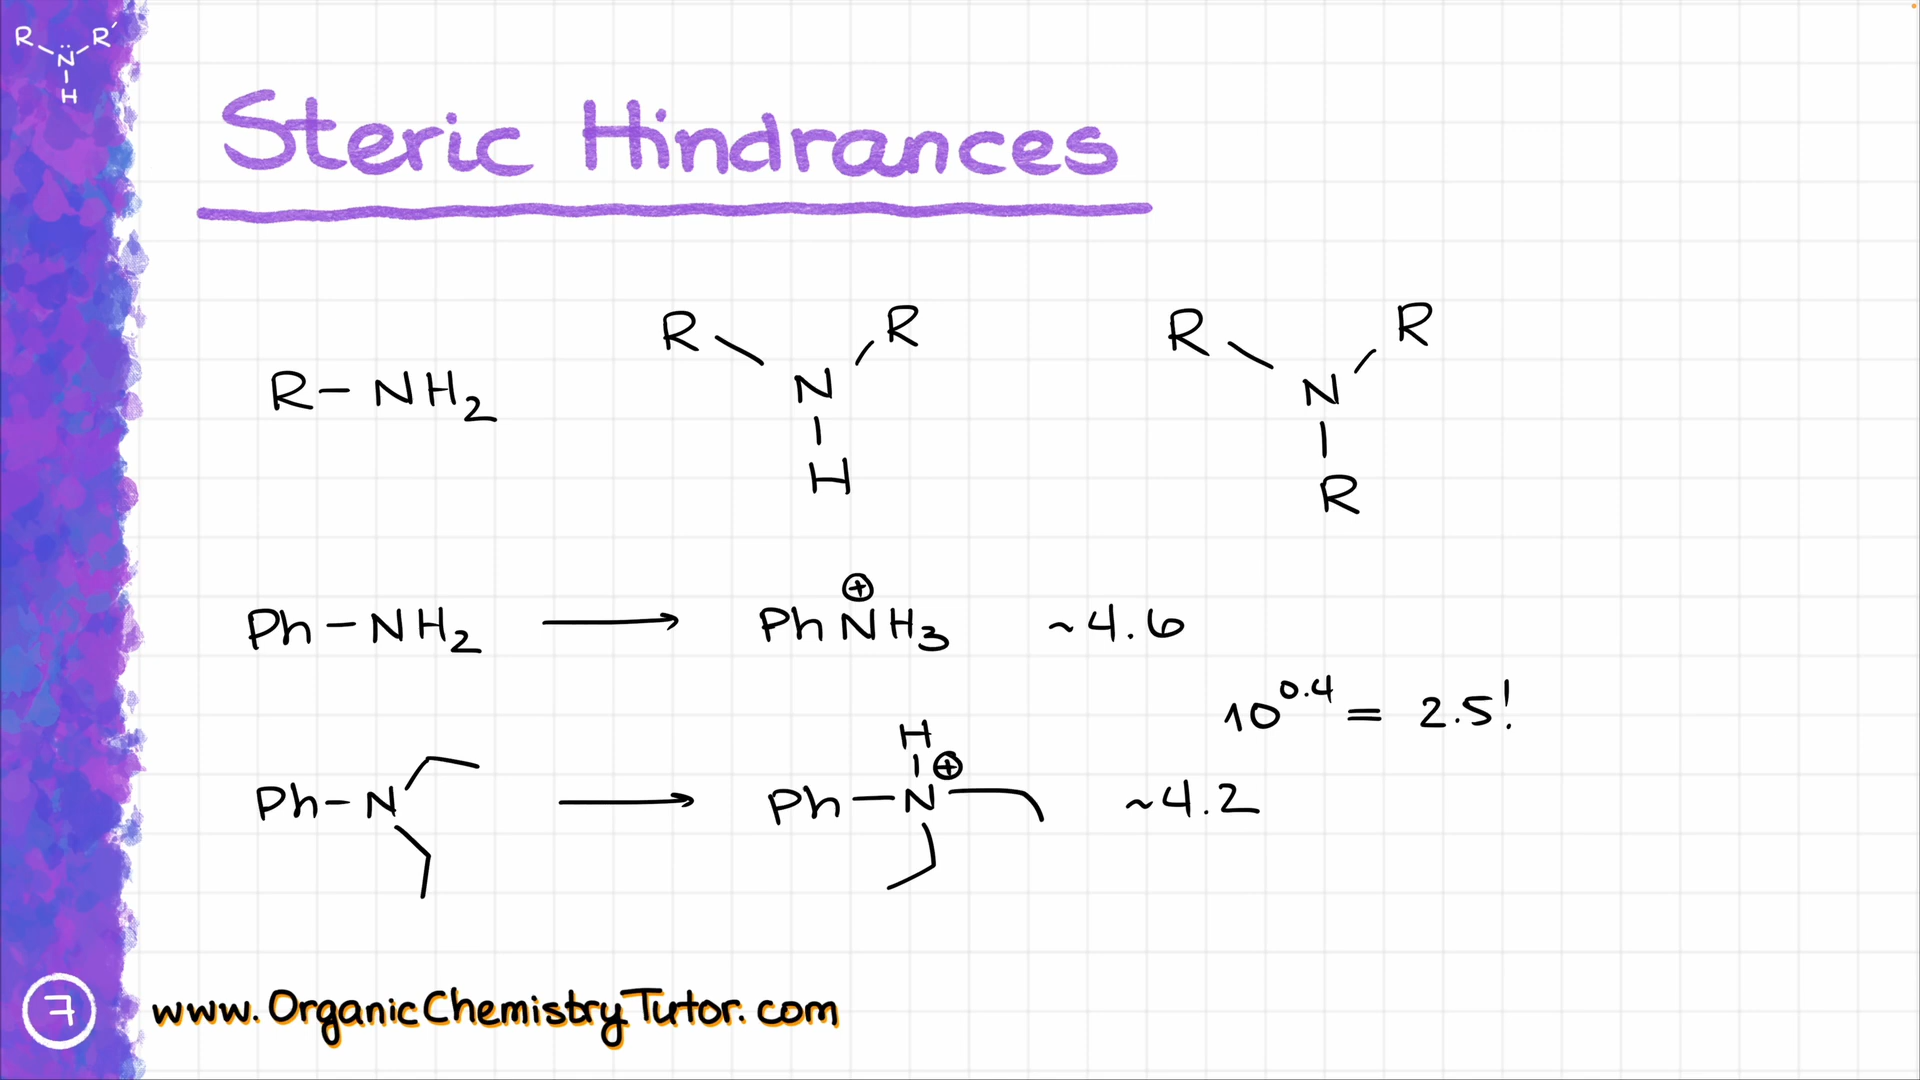 R R′
N̈
H
Steric Hindrances
R R R R
R–NH₂ N N
H R
Ph–NH₂ ⟶ PhNH₃ ⊕ ~4.6
10^0.4 = 2.5!
H
Ph–N ⟶ Ph–N ⊕ ~4.2
7 www.OrganicChemistryTutor.com